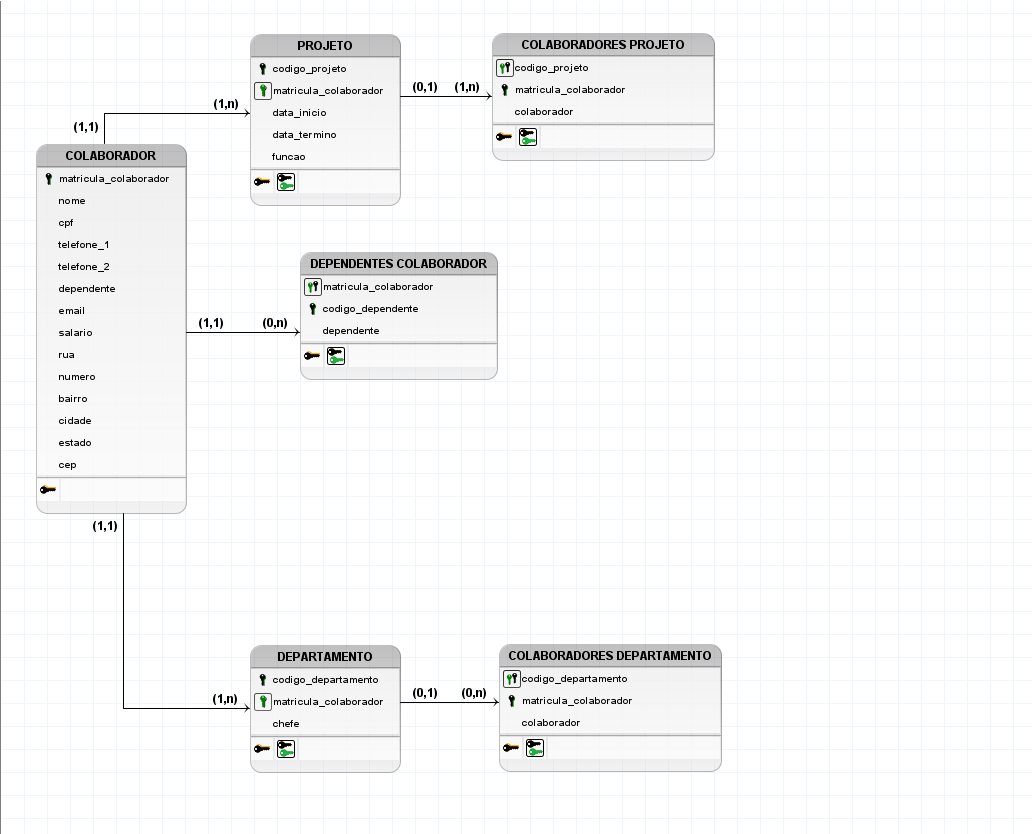 PROJETO
codigo_projeto
matricula_colaborador
data_inicio
data_termino
funcao
(0,1)
(1,n)
COLABORADORES PROJETO
codigo_projeto
matricula_colaborador
colaborador
(1,n)
(1,1)
COLABORADOR
matricula_colaborador
nome
cpf
telefone_1
telefone_2
dependente
email
salario
rua
numero
bairro
cidade
estado
cep
(1,1)
(0,n)
DEPENDENTES COLABORADOR
matricula_colaborador
codigo_dependente
dependente
(1,1)
(1,n)
DEPARTAMENTO
codigo_departamento
matricula_colaborador
chefe
(0,1)
(0,n)
COLABORADORES DEPARTAMENTO
codigo_departamento
matricula_colaborador
colaborador